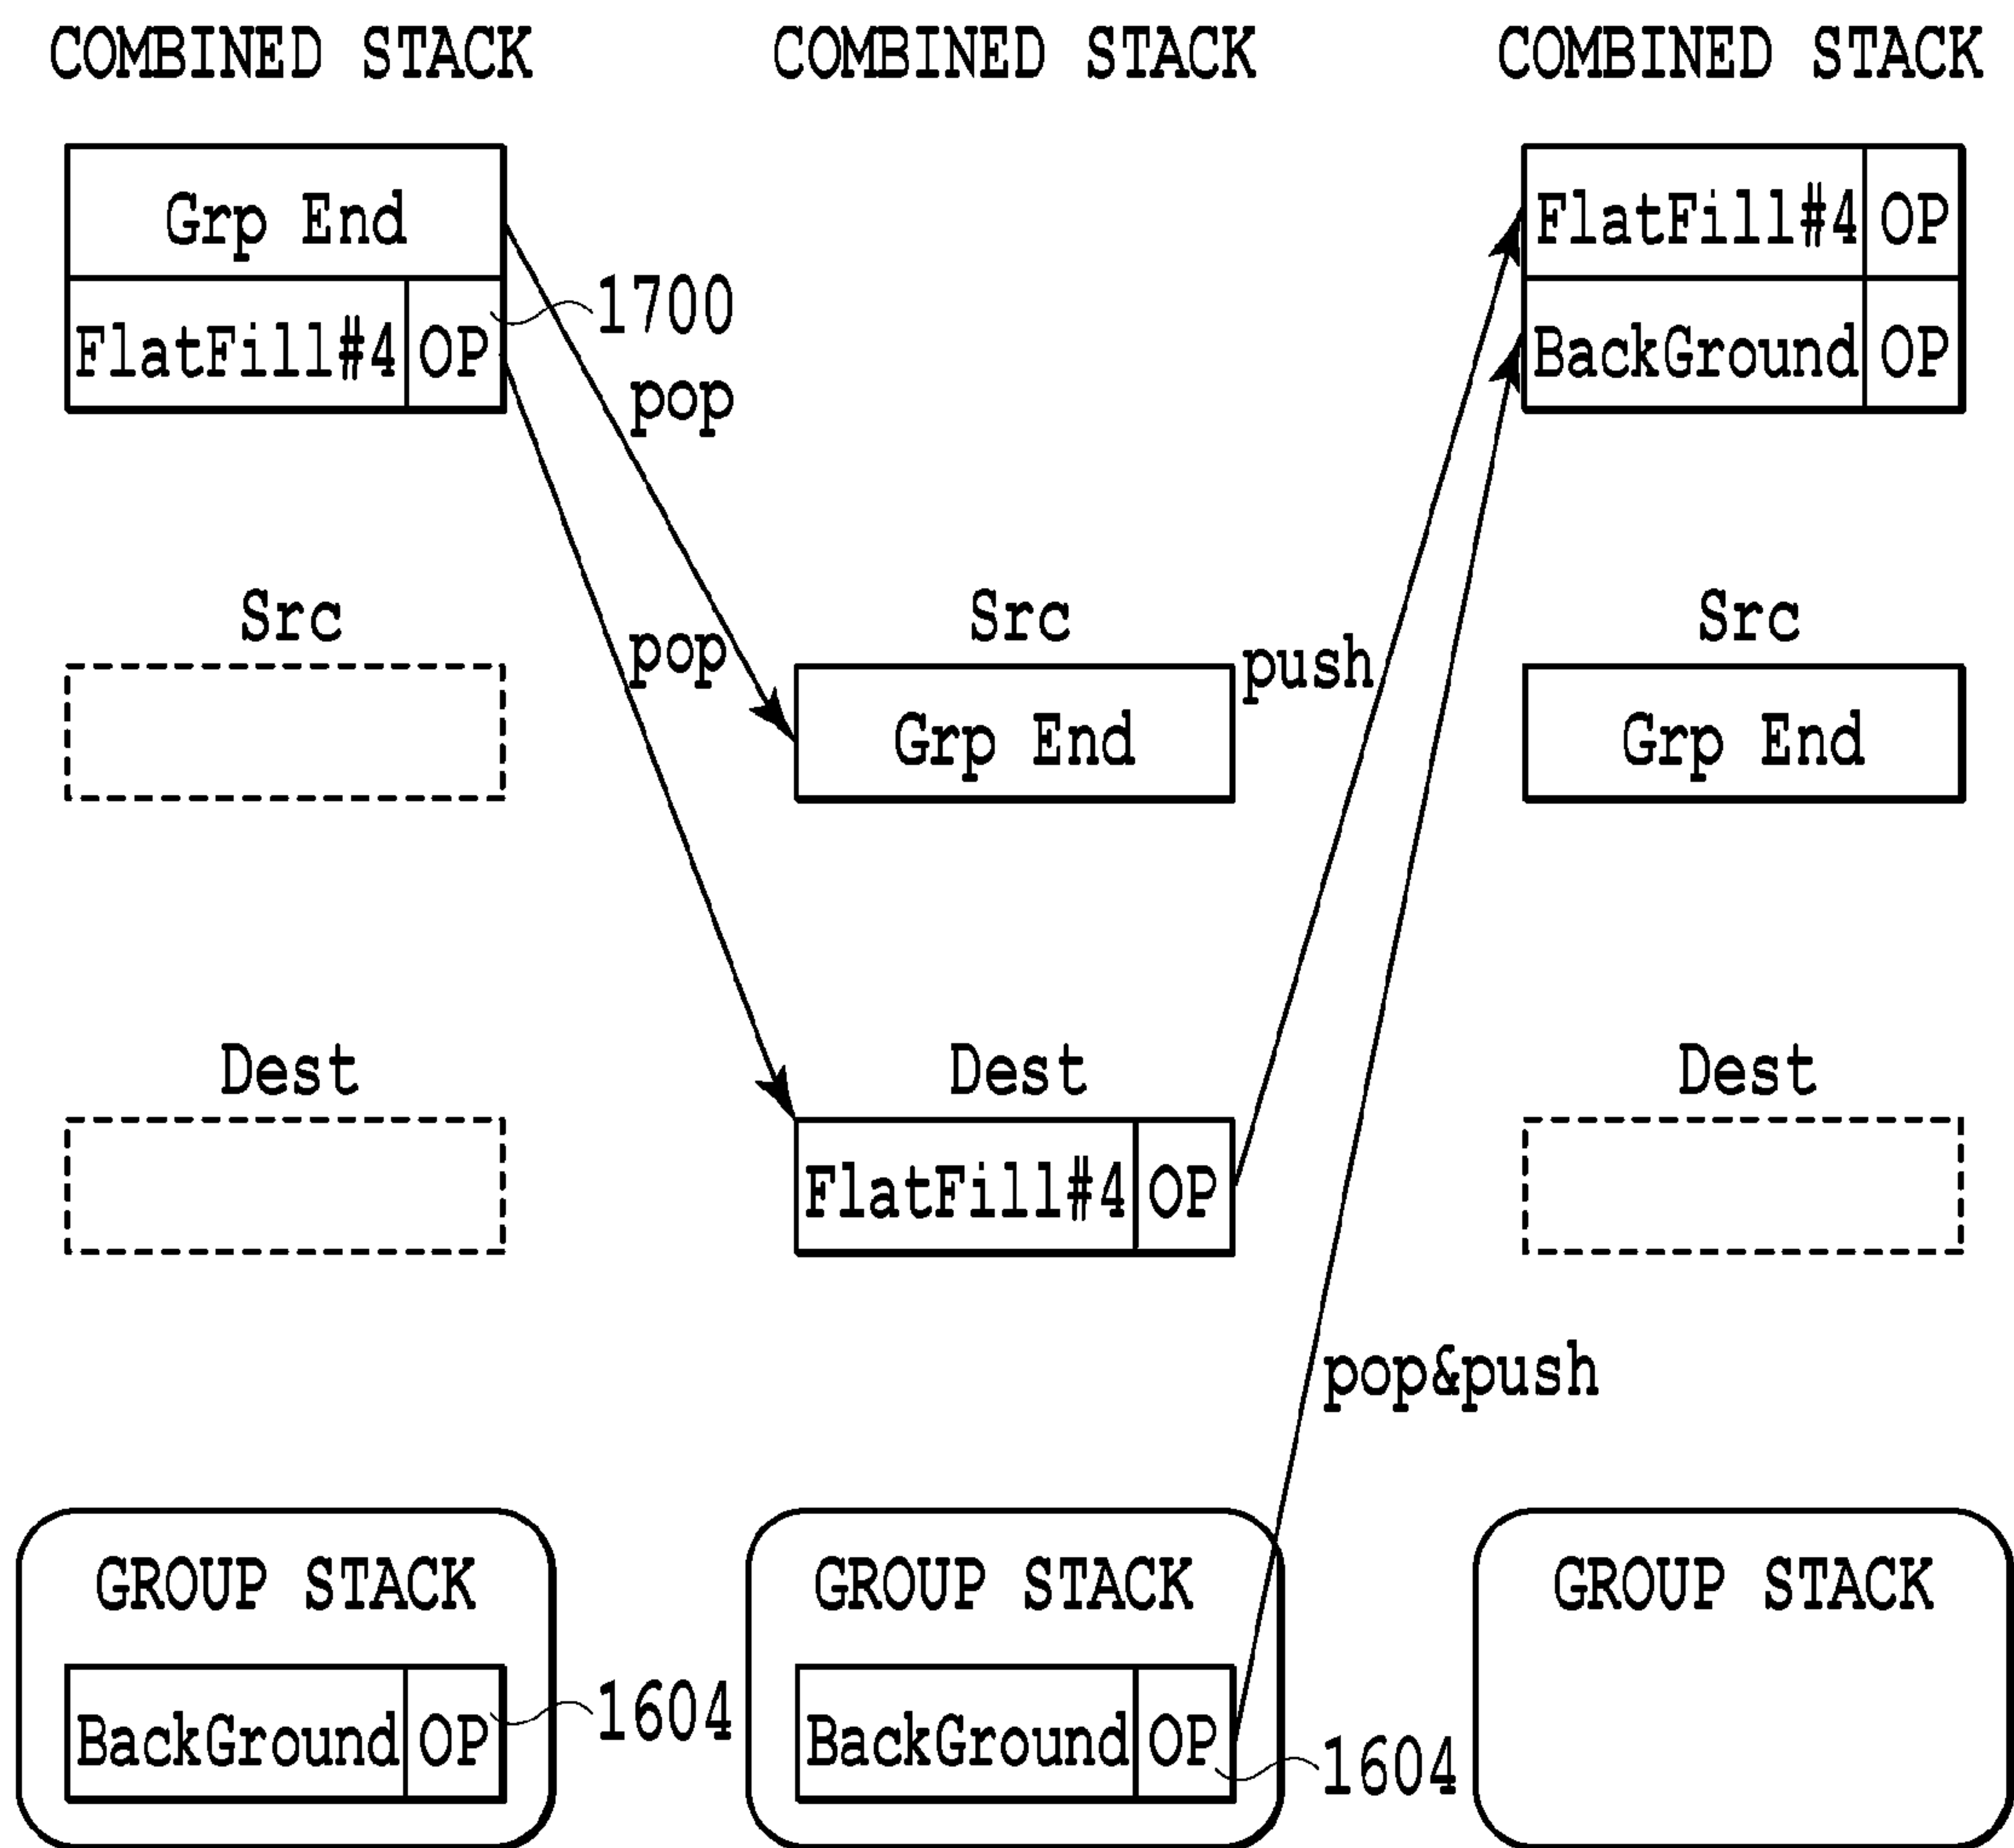 COMBINED STACK COMBINED STACK COMBINED STACK
Grp End FlatFill#4 OP
1700
FlatFill#4 OP BackGround OP
pop
Src Src Src
pop push
Grp End Grp End
Dest Dest Dest
FlatFill#4 OP
pop&push
GROUP STACK GROUP STACK GROUP STACK
BackGround OP 1604 BackGround OP 1604